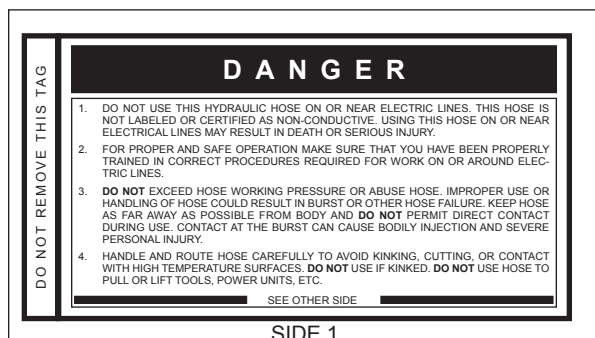 DO NOT REMOVE THIS TAG
DANGER
1. DO NOT USE THIS HYDRAULIC HOSE ON OR NEAR ELECTRIC LINES. THIS HOSE IS
NOT LABELED OR CERTIFIED AS NON-CONDUCTIVE. USING THIS HOSE ON OR NEAR
ELECTRICAL LINES MAY RESULT IN DEATH OR SERIOUS INJURY.
2. FOR PROPER AND SAFE OPERATION MAKE SURE THAT YOU HAVE BEEN PROPERLY
TRAINED IN CORRECT PROCEDURES REQUIRED FOR WORK ON OR AROUND ELEC-
TRIC LINES.
3. DO NOT EXCEED HOSE WORKING PRESSURE OR ABUSE HOSE. IMPROPER USE OR
HANDLING OF HOSE COULD RESULT IN BURST OR OTHER HOSE FAILURE. KEEP HOSE
AS FAR AWAY AS POSSIBLE FROM BODY AND DO NOT PERMIT DIRECT CONTACT
DURING USE. CONTACT AT THE BURST CAN CAUSE BODILY INJECTION AND SEVERE
PERSONAL INJURY.
4. HANDLE AND ROUTE HOSE CAREFULLY TO AVOID KINKING, CUTTING, OR CONTACT
WITH HIGH TEMPERATURE SURFACES. DO NOT USE IF KINKED. DO NOT USE HOSE TO
PULL OR LIFT TOOLS, POWER UNITS, ETC.
SEE OTHER SIDE
SIDE 1